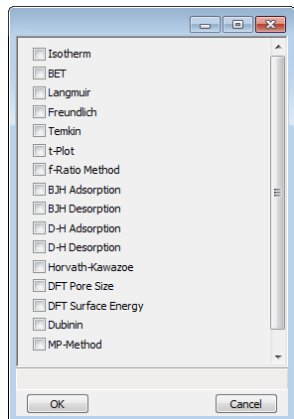 Isotherm
BET
Langmuir
Freundlich
Temkin
t-Plot
f-Ratio Method
BJH Adsorption
BJH Desorption
D-H Adsorption
D-H Desorption
Horvath-Kawazoe
DFT Pore Size
DFT Surface Energy
Dubinin
MP-Method
OK Cancel